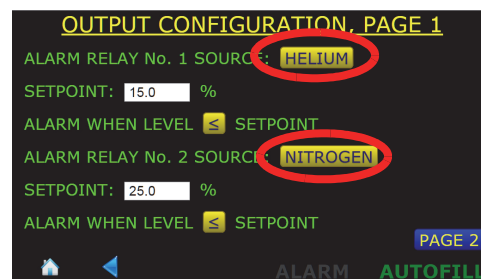 OUTPUT CONFIGURATION, PAGE 1
ALARM RELAY No. 1 SOURCE: HELIUM
SETPOINT: 15.0 %
ALARM WHEN LEVEL ≤ SETPOINT
ALARM RELAY No. 2 SOURCE: NITROGEN
SETPOINT: 25.0 %
ALARM WHEN LEVEL ≤ SETPOINT
PAGE 2
ALARM AUTOFILL